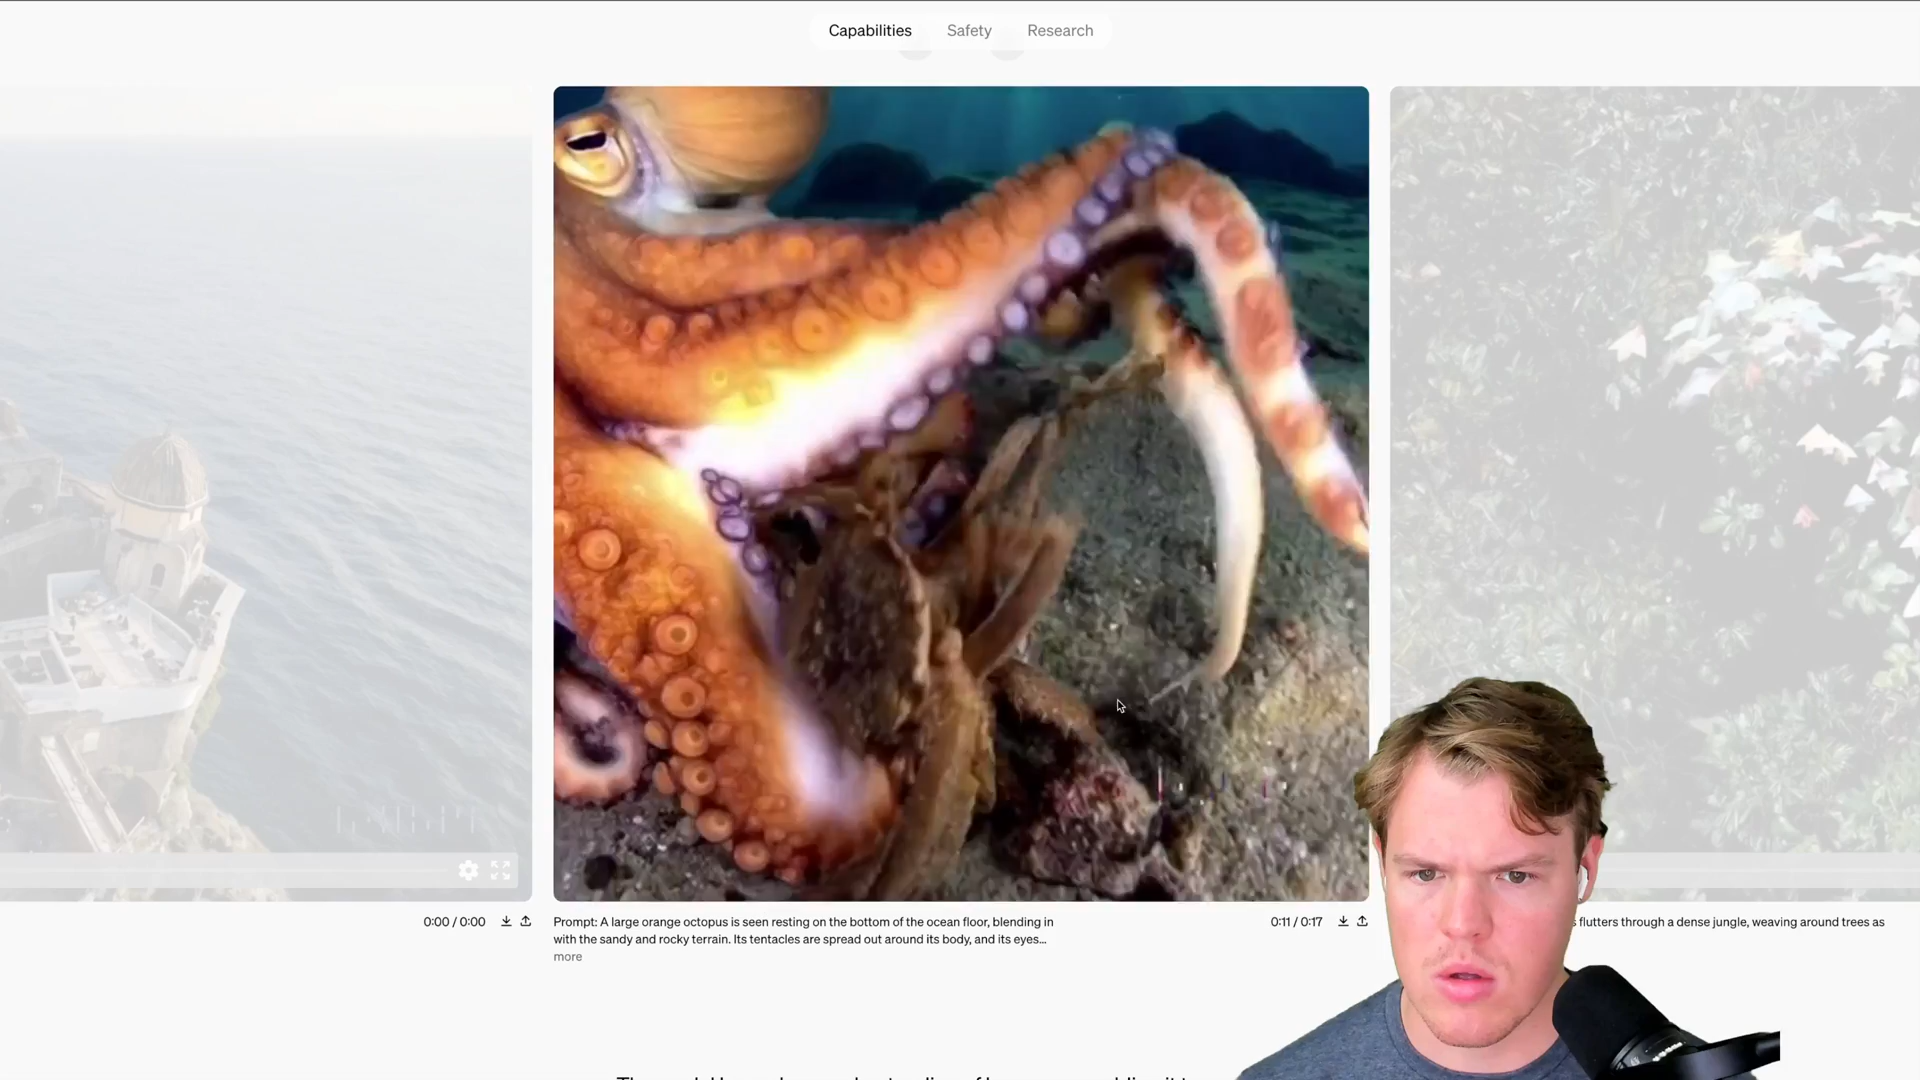 Capabilities Safety Research
0:00 / 0:00
Prompt: A large orange octopus is seen resting on the bottom of the ocean floor, blending in
with the sandy and rocky terrain. Its tentacles are spread out around its body, and its eyes...
more
0:11 / 0:17
flutters through a dense jungle, weaving around trees as